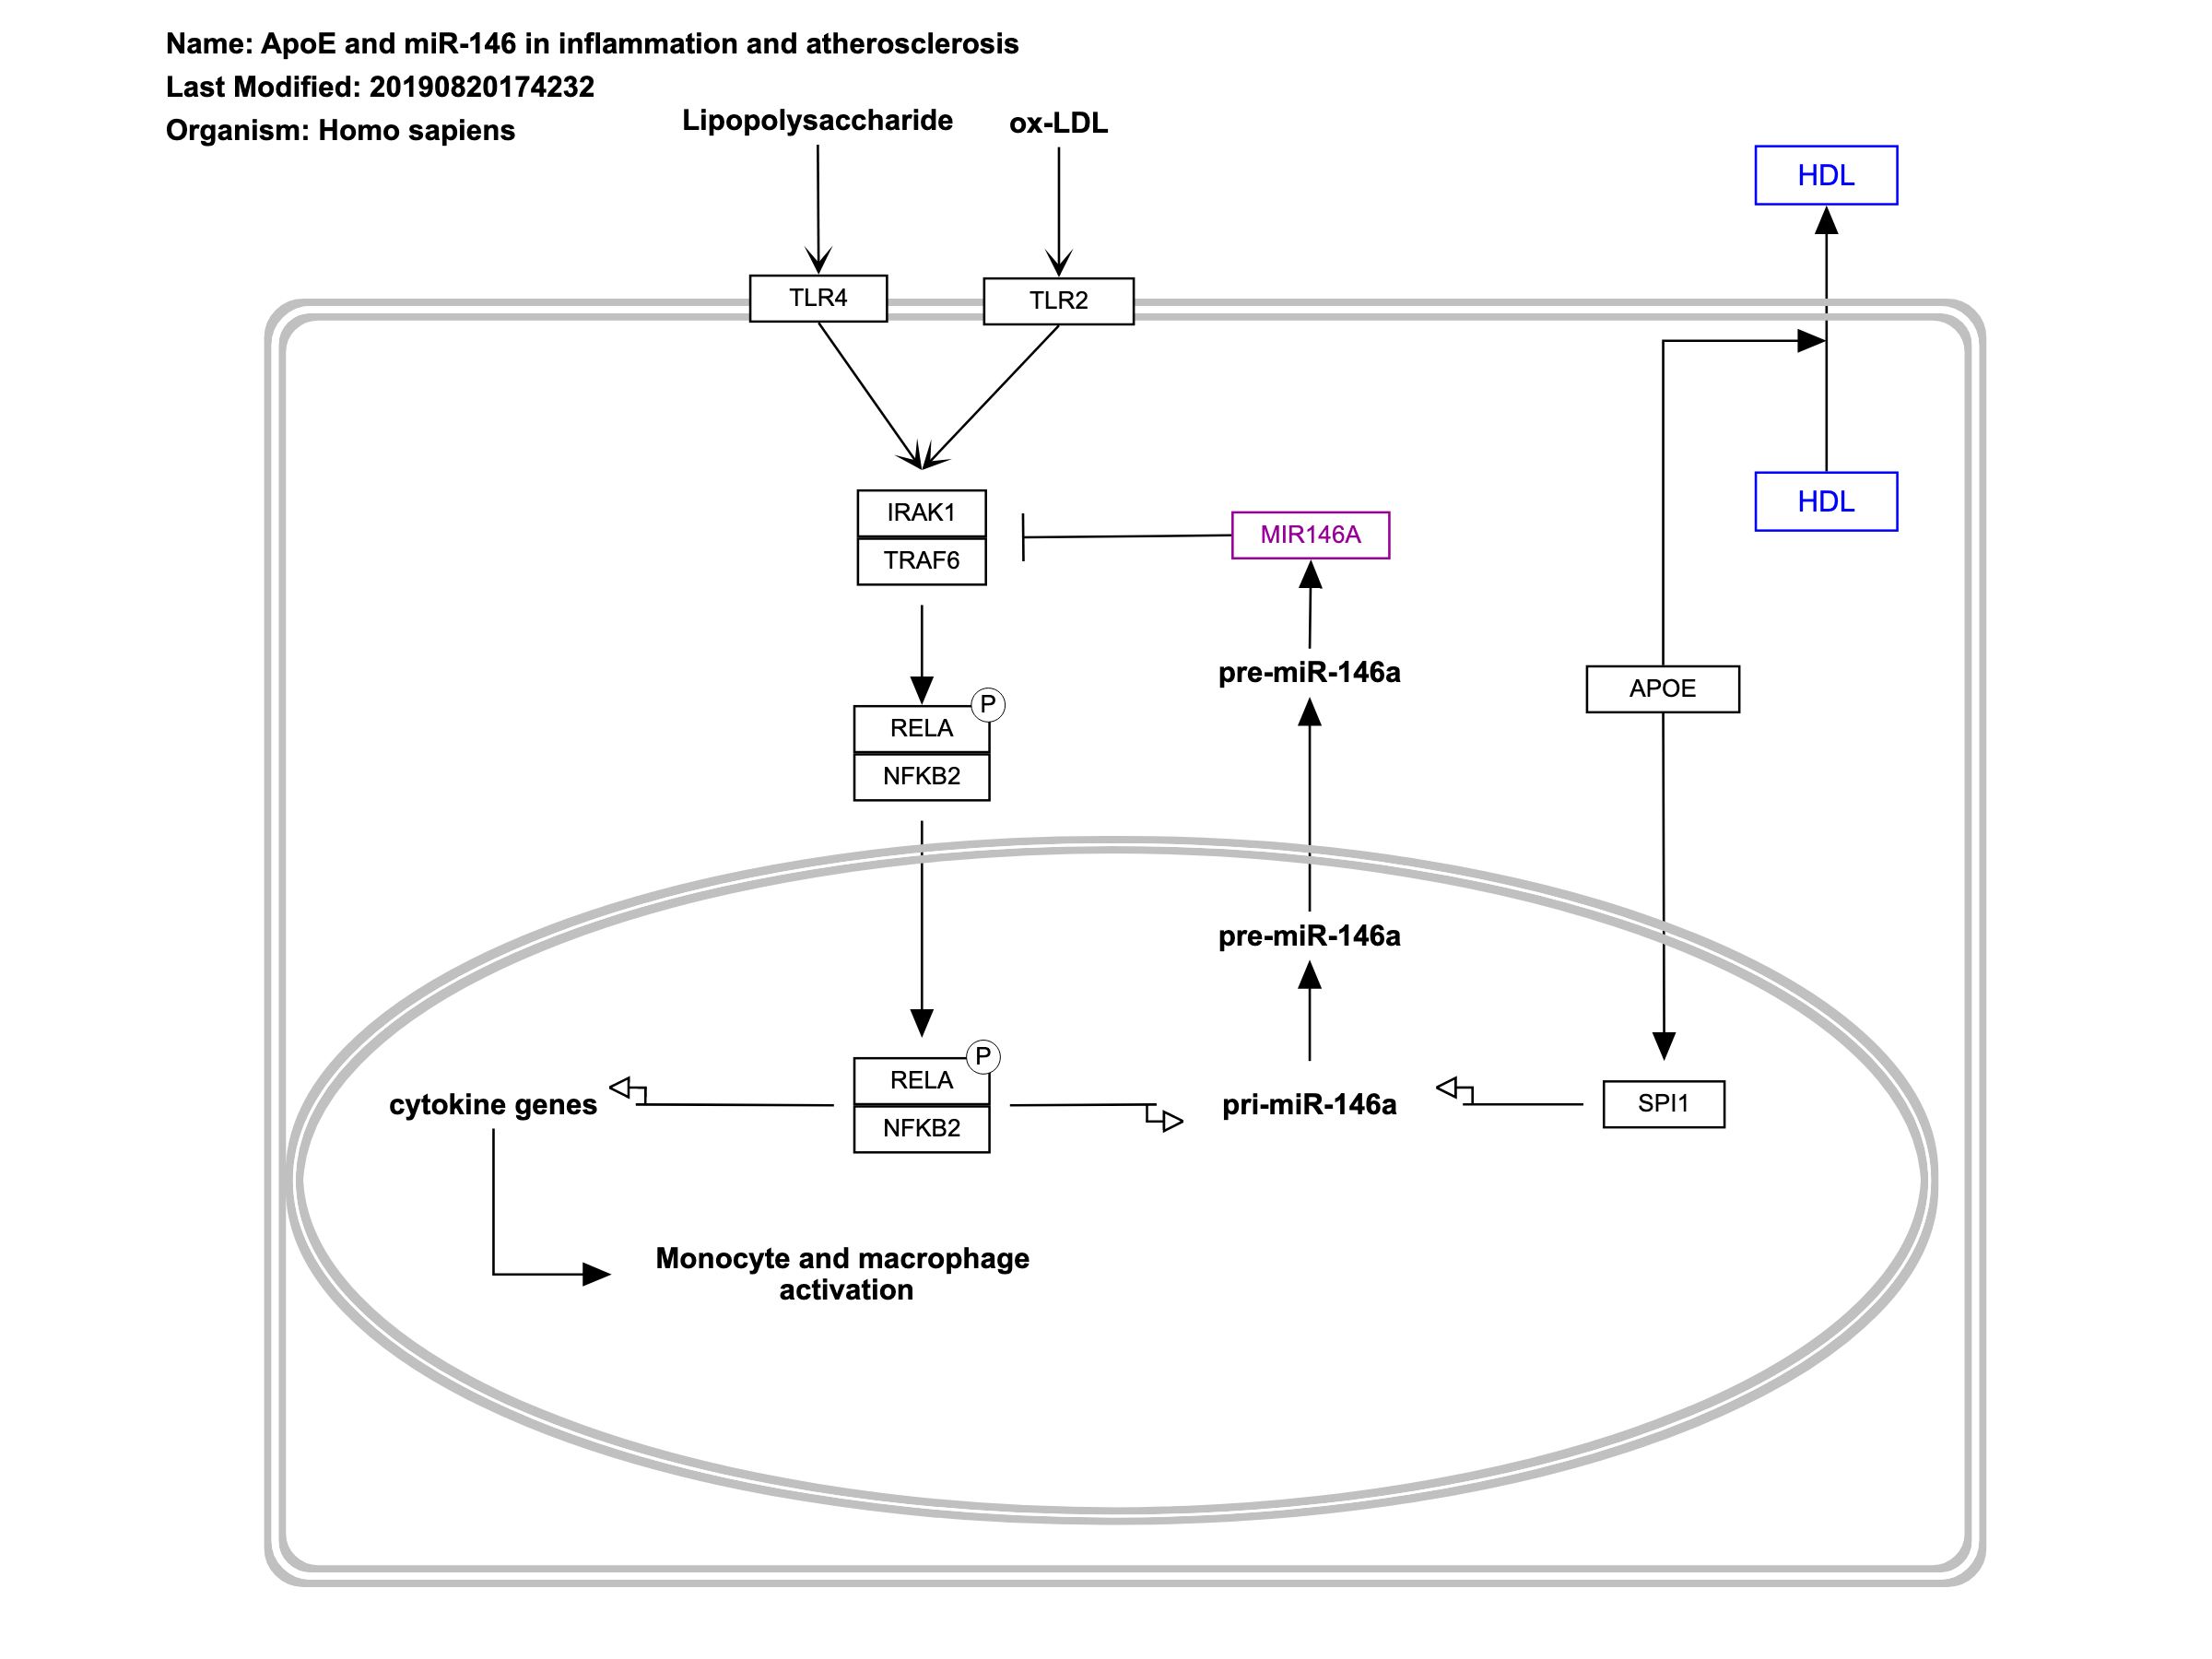 Name: ApoE and miR-146 in inflammation and atherosclerosis
Last Modified: 20190820174232
Organism: Homo sapiens
Lipopolysaccharide
ox-LDL
HDL
TLR4
TLR2
IRAK1
TRAF6
MIR146A
HDL
pre-miR-146a
APOE
P
RELA
NFKB2
pre-miR-146a
P
RELA
NFKB2
cytokine genes
pri-miR-146a
SPI1
Monocyte and macrophage
activation